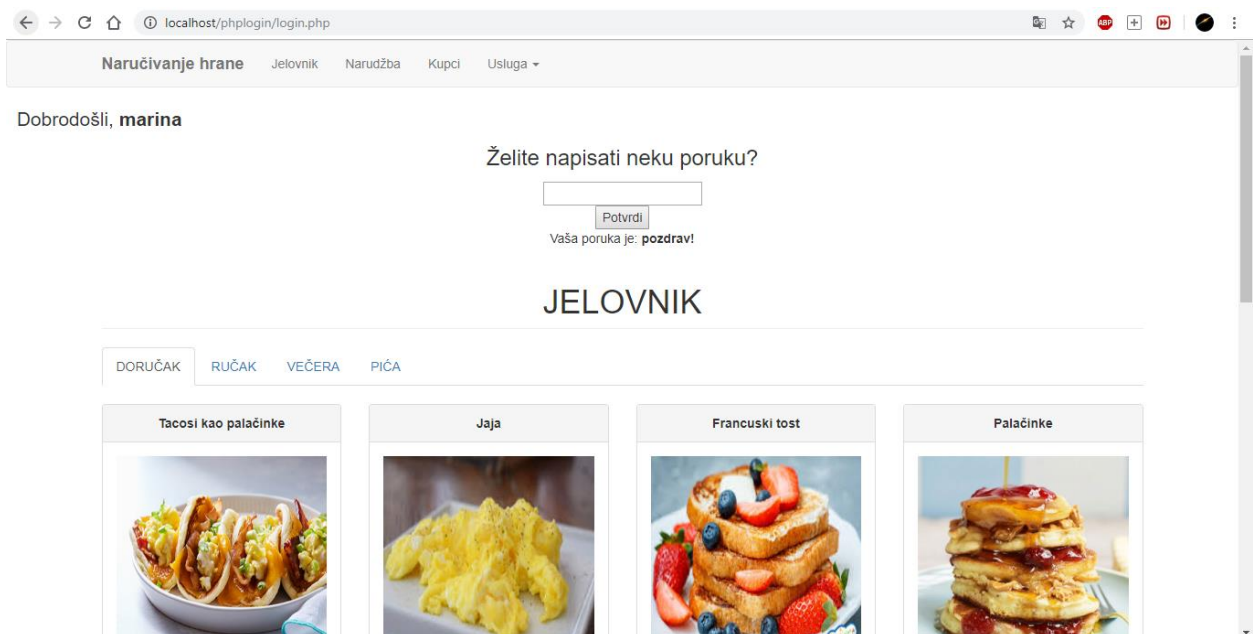 localhost/phplogin/login.php
ABP
Naručivanje hrane Jelovnik Narudžba Kupci Usluga
Dobrodošli, marina
Želite napisati neku poruku?
Potvrdi
Vaša poruka je: pozdrav!
JELOVNIK
DORUČAK RUČAK VEČERA PIĆA
Tacosi kao palačinke Jaja Francuski tost Palačinke